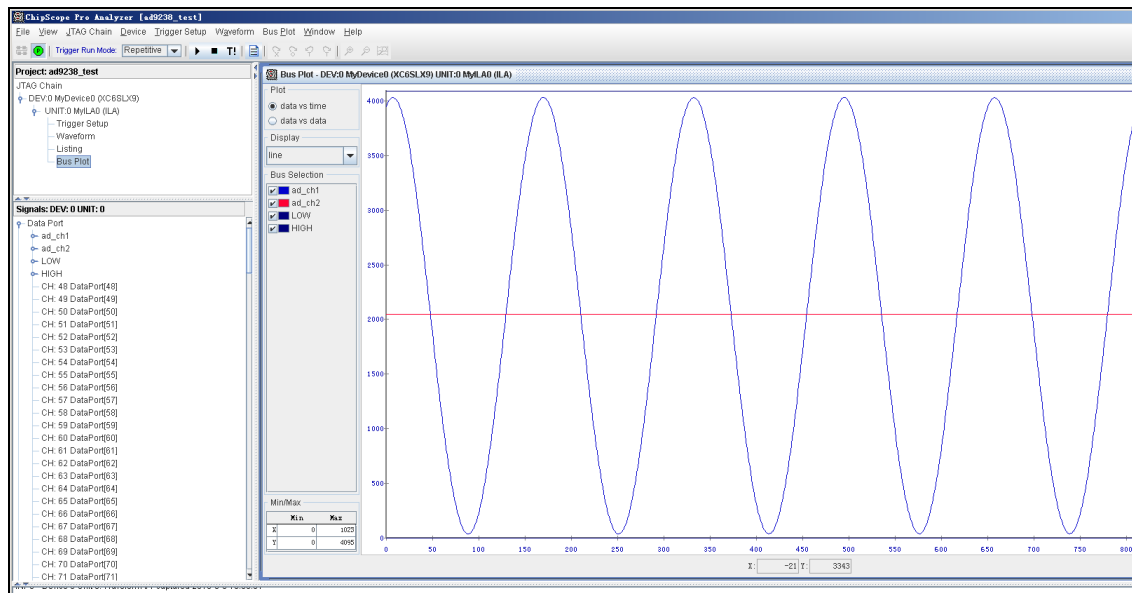 ChipScope Pro Analyzer [ad9238_test]
File View JTAG Chain Device Trigger Setup Waveform Bus Plot Window Help
Trigger Run Mode: Repetitive T!
Project: ad9238_test
JTAG Chain
DEV:0 MyDevice0 (XC6SLX9)
UNIT:0 MyILA0 (ILA)
Trigger Setup
Waveform
Listing
Bus Plot
Signals: DEV: 0 UNIT: 0
Data Port
ad_ch1
ad_ch2
LOW
HIGH
CH: 48 DataPort[48]
CH: 49 DataPort[49]
CH: 50 DataPort[50]
CH: 51 DataPort[51]
CH: 52 DataPort[52]
CH: 53 DataPort[53]
CH: 54 DataPort[54]
CH: 55 DataPort[55]
CH: 56 DataPort[56]
CH: 57 DataPort[57]
CH: 58 DataPort[58]
CH: 59 DataPort[59]
CH: 60 DataPort[60]
CH: 61 DataPort[61]
CH: 62 DataPort[62]
CH: 63 DataPort[63]
CH: 64 DataPort[64]
CH: 65 DataPort[65]
CH: 66 DataPort[66]
CH: 67 DataPort[67]
CH: 68 DataPort[68]
CH: 69 DataPort[69]
CH: 70 DataPort[70]
CH: 71 DataPort[71]
Bus Plot - DEV:0 MyDevice0 (XC6SLX9) UNIT:0 MyILA0 (ILA)
Plot
data vs time
data vs data
Display
line
Bus Selection
ad_ch1
ad_ch2
LOW
HIGH
Min/Max
Min Max
X 0 1025
Y 0 4095
4000
3500
3000
2500
2000
1500
1000
500
0
0 50 100 150 200 250 300 350 400 450 500 550 600 650 700 750 800
X: -21 Y: 3343